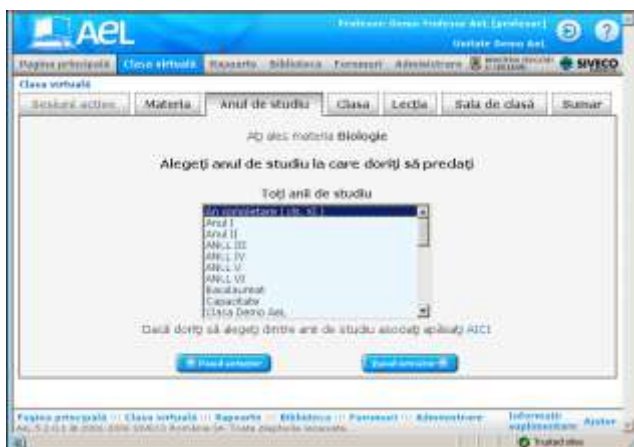 AeL
Profesor: Demo Profesor AeL (profesor)
Unitate Demo AeL
Pagina principală Clasa virtuală Rapoarte Biblioteca Forumuri Administrare SIVECO
Clasa virtuală
Sesiuni active Materia Anul de studiu Clasa Lecția Sala de clasă Sumar
Ați ales materia Biologie
Alegeți anul de studiu la care doriți să predați
Toți anii de studiu
An completare ( cls. XI )
Anul I
Anul II
ANUL III
ANUL IV
ANUL V
ANUL VI
Bacalaureat
Capacitate
Clasa Demo AeL
Dacă doriți să alegeți dintre anii de studiu asociați apăsați AICI
Pasul anterior
Pagina principală :: Clasa virtuală :: Rapoarte :: Biblioteca :: Forumuri :: Administrare
Informații suplimentare Ajutor
Toate drepturile rezervate.
Trusted sites